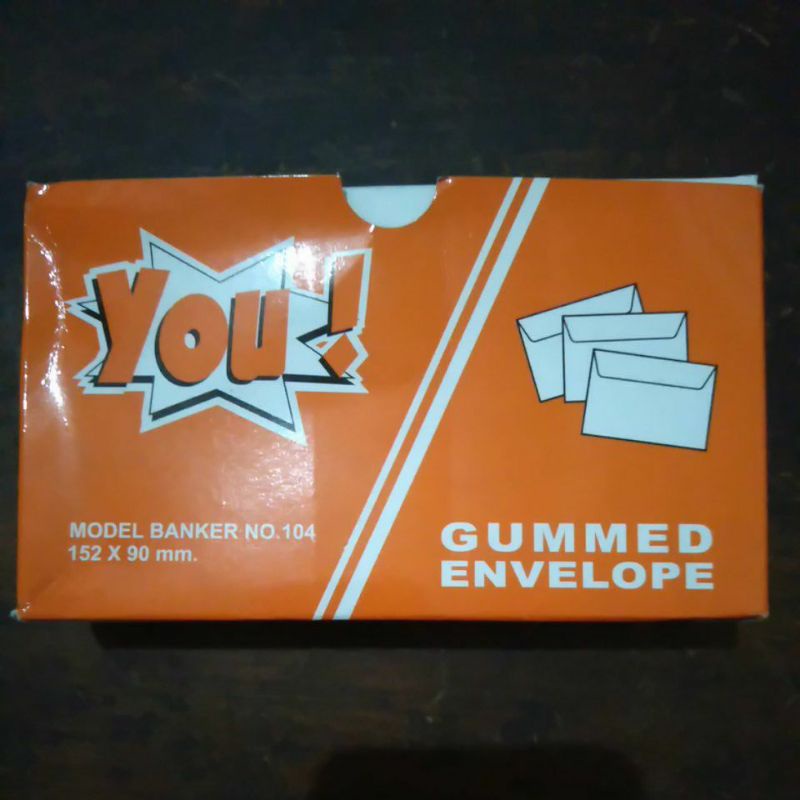 YOU!
MODEL BANKER NO.104
152 X 90 mm.
GUMMED
ENVELOPE